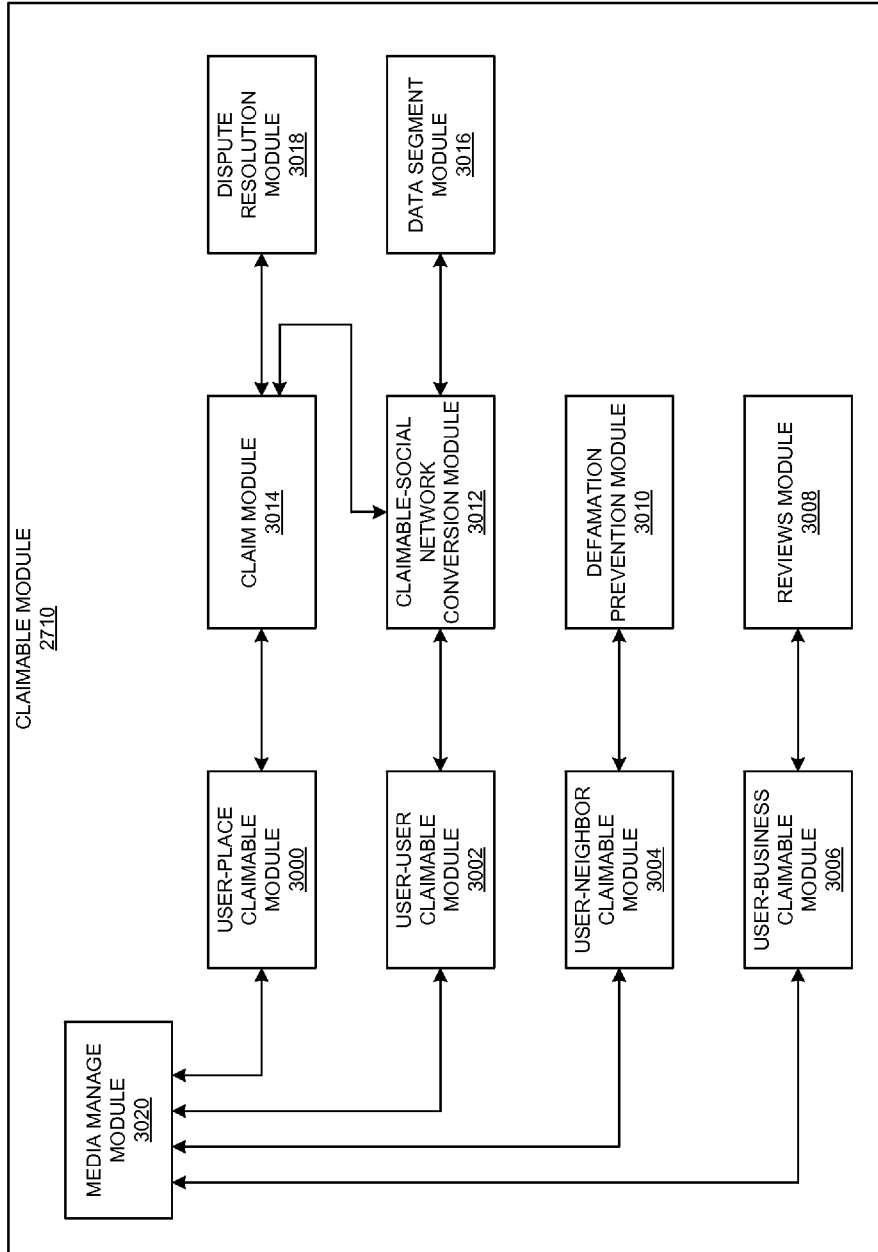 CLAIMABLE MODULE
2710
MEDIA MANAGE
MODULE
3020
USER-PLACE
CLAIMABLE
MODULE
3000
CLAIM MODULE
3014
DISPUTE
RESOLUTION
MODULE
3018
USER-USER
CLAIMABLE
MODULE
3002
CLAIMABLE-SOCIAL
NETWORK
CONVERSION MODULE
3012
DATA SEGMENT
MODULE
3016
USER-NEIGHBOR
CLAIMABLE
MODULE
3004
DEFAMATION
PREVENTION MODULE
3010
USER-BUSINESS
CLAIMABLE
MODULE
3006
REVIEWS MODULE
3008